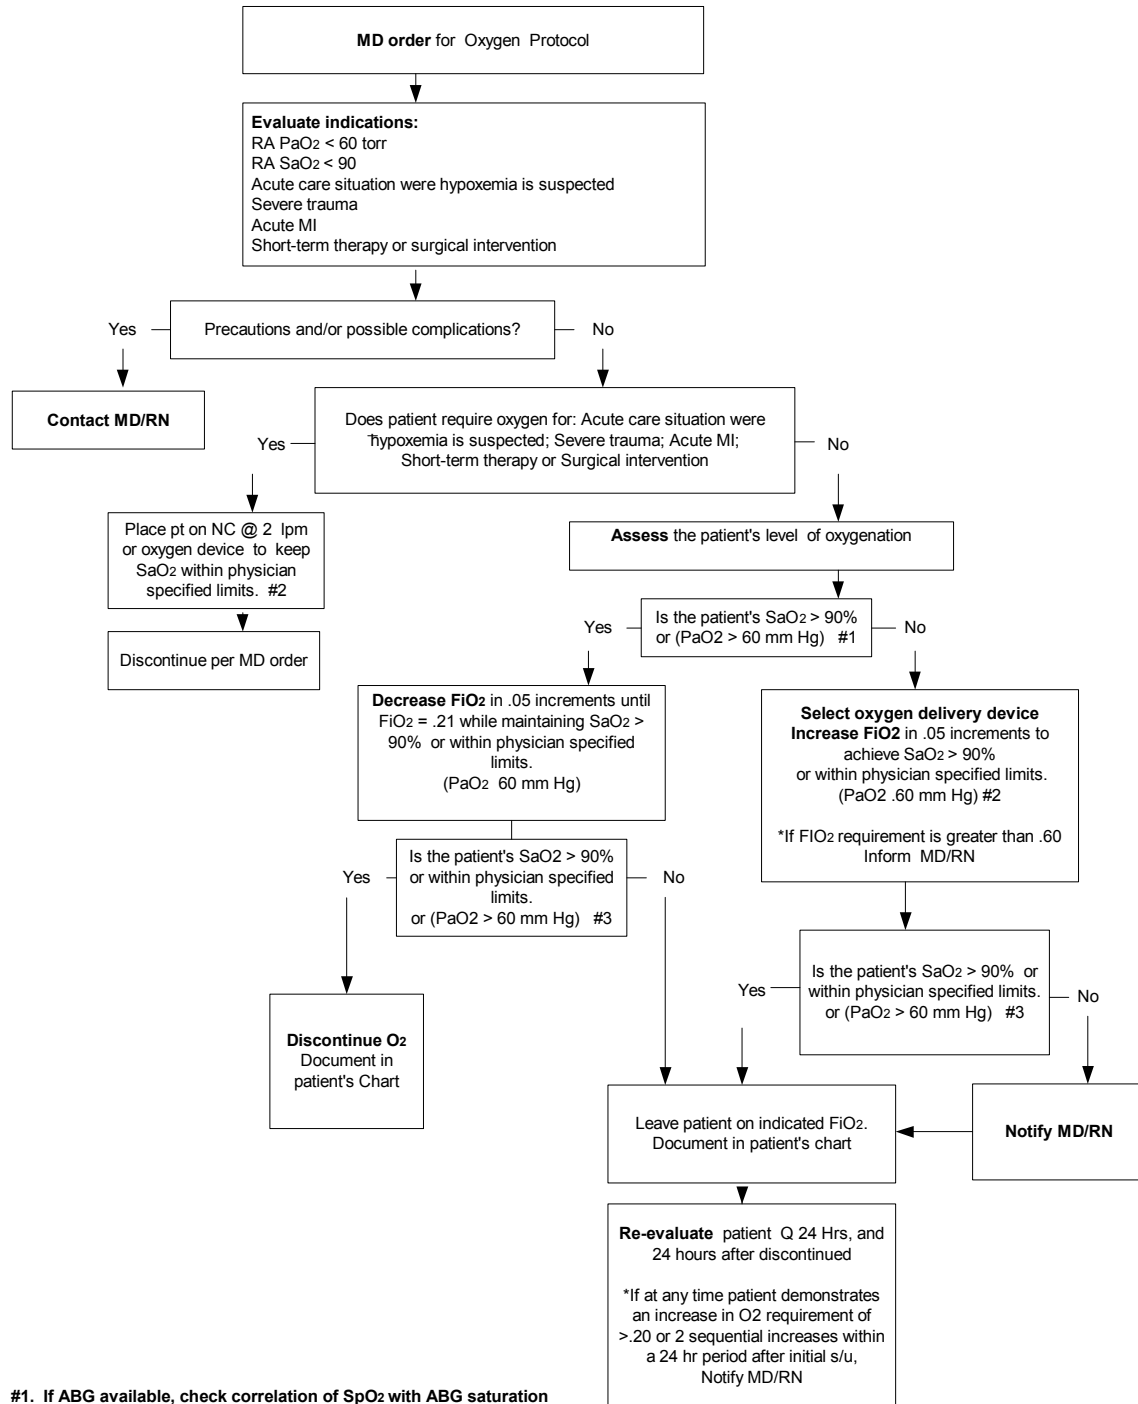 MD order for Oxygen Protocol
Evaluate indications:
RA PaO2 < 60 torr
RA SaO2 < 90
Acute care situation were hypoxemia is suspected
Severe trauma
Acute MI
Short-term therapy or surgical intervention
Yes
Precautions and/or possible complications?
No
Contact MD/RN
Does patient require oxygen for: Acute care situation were
hypoxemia is suspected; Severe trauma; Acute MI;
Short-term therapy or Surgical intervention
Yes
No
Place pt on NC @ 2 lpm
or oxygen device to keep
SaO2 within physician
specified limits. #2
Discontinue per MD order
Assess the patient's level of oxygenation
Is the patient's SaO2 > 90%
or (PaO2 > 60 mm Hg) #1
Yes
No
Decrease FiO2 in .05 increments until
FiO2 = .21 while maintaining SaO2 >
90% or within physician specified
limits.
(PaO2 60 mm Hg)
Select oxygen delivery device
Increase FiO2 in .05 increments to
achieve SaO2 > 90%
or within physician specified limits.
(PaO2 .60 mm Hg) #2
*If FIO2 requirement is greater than .60
Inform MD/RN
Yes
Is the patient's SaO2 > 90%
or within physician specified
limits.
or (PaO2 > 60 mm Hg) #3
No
Yes
Is the patient's SaO2 > 90% or
within physician specified limits.
or (PaO2 > 60 mm Hg) #3
No
Discontinue O2
Document in
patient's Chart
Leave patient on indicated FiO2.
Document in patient's chart
Notify MD/RN
Re-evaluate patient Q 24 Hrs, and
24 hours after discontinued
*If at any time patient demonstrates
an increase in O2 requirement of
>.20 or 2 sequential increases within
a 24 hr period after initial s/u,
Notify MD/RN
#1. If ABG available, check correlation of SpO2 with ABG saturation